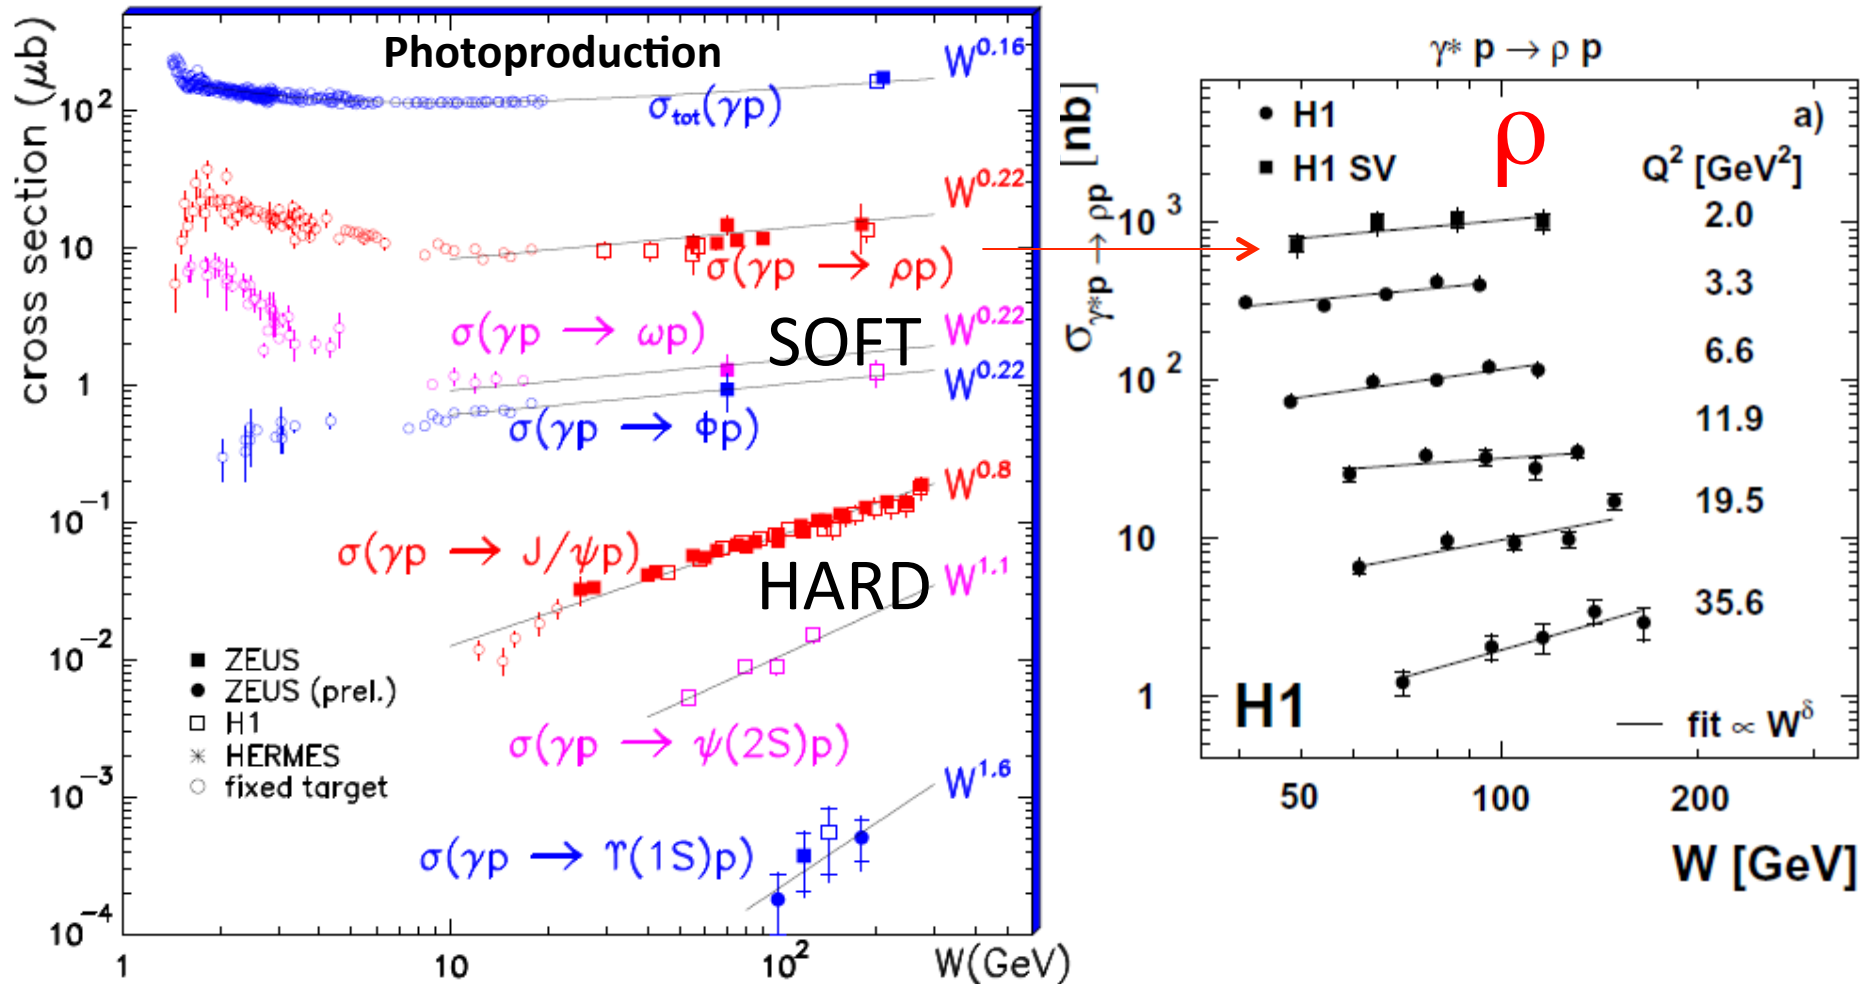 Photoproduction
cross section (μb)
10²
10
1
10⁻¹
10⁻²
10⁻³
10⁻⁴
1
10
10²
W(GeV)
W^0.16
σtot(γp)
W^0.22
σ(γp → ρp)
σ(γp → ωp)
SOFT
W^0.22
W^0.22
σ(γp → ϕp)
W^0.8
σ(γp → J/ψp)
HARD
W^1.1
σ(γp → ψ(2S)p)
W^1.6
σ(γp → ϒ(1S)p)
■ ZEUS
● ZEUS (prel.)
□ H1
✳ HERMES
○ fixed target
γ* p → ρ p
σγ*p → ρp [nb]
● H1
■ H1 SV
ρ
a)
Q² [GeV²]
2.0
3.3
6.6
11.9
19.5
35.6
10³
10²
10
1
H1
— fit ∝ W^δ
50
100
200
W [GeV]